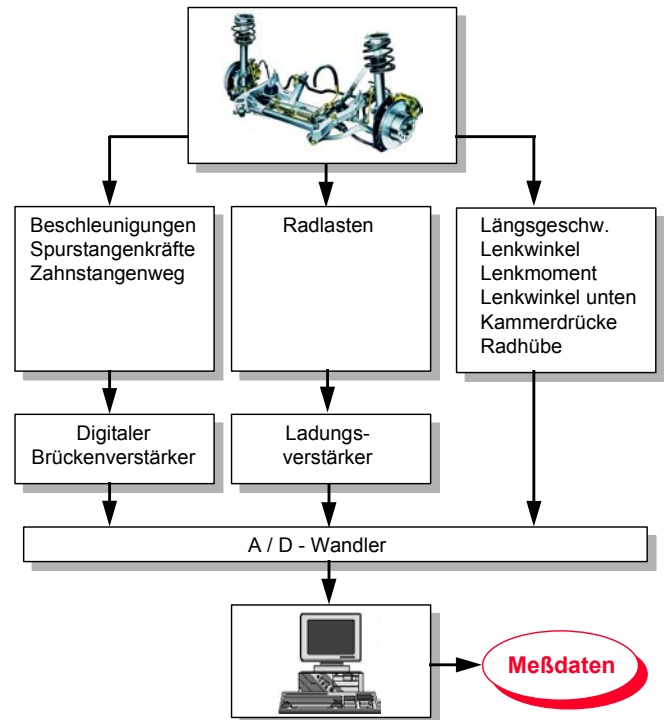 Beschleunigungen
Spurstangenkräfte
Zahnstangenweg
Radlasten
Längsgeschw.
Lenkwinkel
Lenkmoment
Lenkwinkel unten
Kammerdrücke
Radhübe
Digitaler
Brückenverstärker
Ladungs-
verstärker
A / D - Wandler
Meßdaten